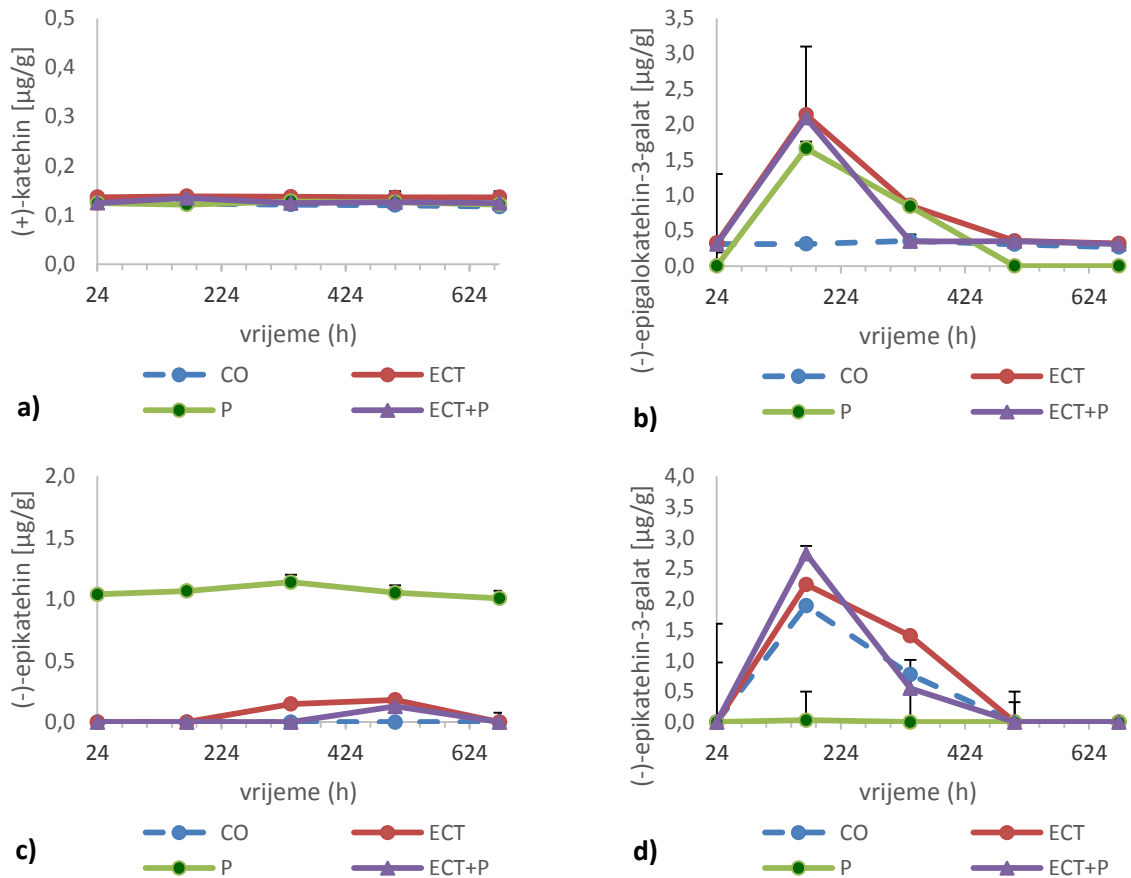 (+)-katehin [µg/g]
0,5
0,4
0,3
0,2
0,1
0,0
24 224 424 624
vrijeme (h)
CO ECT
P ECT+P
a)
(-)-epigalokatehin-3-galat [µg/g]
3,5
3,0
2,5
2,0
1,5
1,0
0,5
0,0
24 224 424 624
vrijeme (h)
CO ECT
P ECT+P
b)
(-)-epikatehin [µg/g]
2,0
1,5
1,0
0,5
0,0
24 224 424 624
vrijeme (h)
CO ECT
P ECT+P
c)
(-)-epikatehin-3-galat [µg/g]
4,0
3,5
3,0
2,5
2,0
1,5
1,0
0,5
0,0
24 224 424 624
vrijeme (h)
CO ECT
P ECT+P
d)